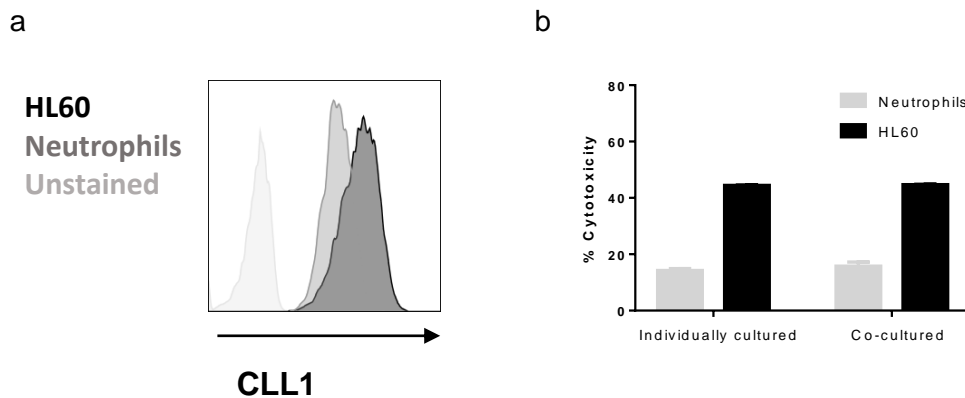 a
HL60
Neutrophils
Unstained
CLL1
b
80
60
40
20
0
% Cytotoxicity
Neutrophils
HL60
Individually cultured
Co-cultured